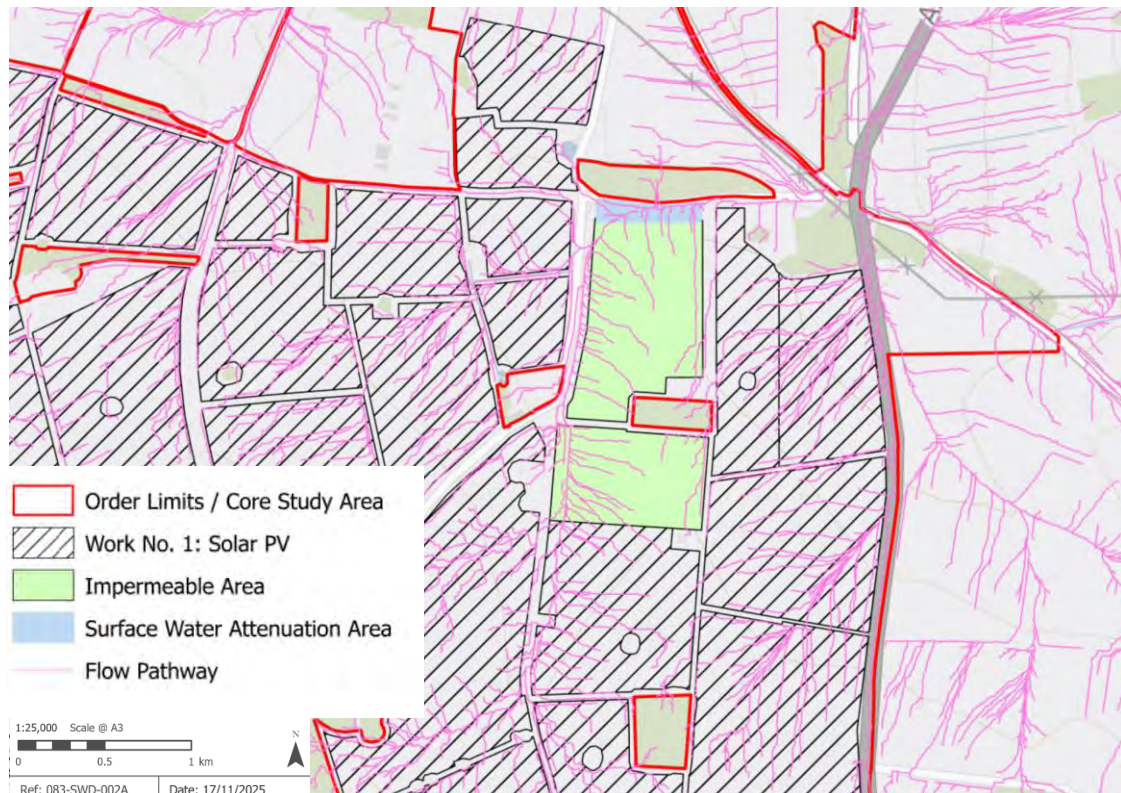 A
Order Limits / Core Study Area
Work No. 1: Solar PV
Impermeable Area
Surface Water Attenuation Area
Flow Pathway
1:25,000 Scale @ A3
0 0.5 1 km
N
Ref: 083-SWD-002A Date: 17/11/2025